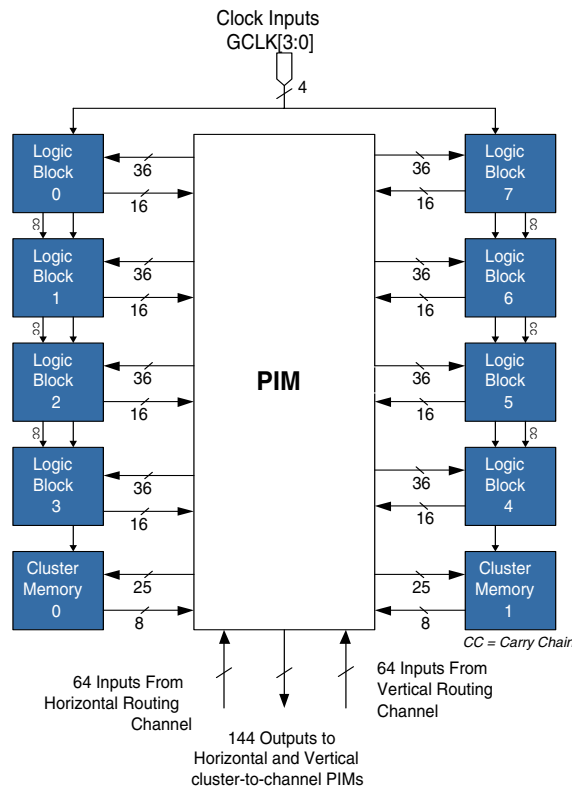 Clock Inputs
GCLK[3:0]
4
Logic
Block
0
36
16
Logic
Block
7
36
16
CC
CC
Logic
Block
1
36
16
Logic
Block
6
36
16
CC
CC
Logic
Block
2
36
16
PIM
Logic
Block
5
36
16
CC
CC
Logic
Block
3
36
16
Logic
Block
4
36
16
Cluster
Memory
0
25
8
Cluster
Memory
1
25
8
CC = Carry Chain
64 Inputs From
Horizontal Routing
Channel
64 Inputs From
Vertical Routing
Channel
144 Outputs to
Horizontal and Vertical
cluster-to-channel PIMs